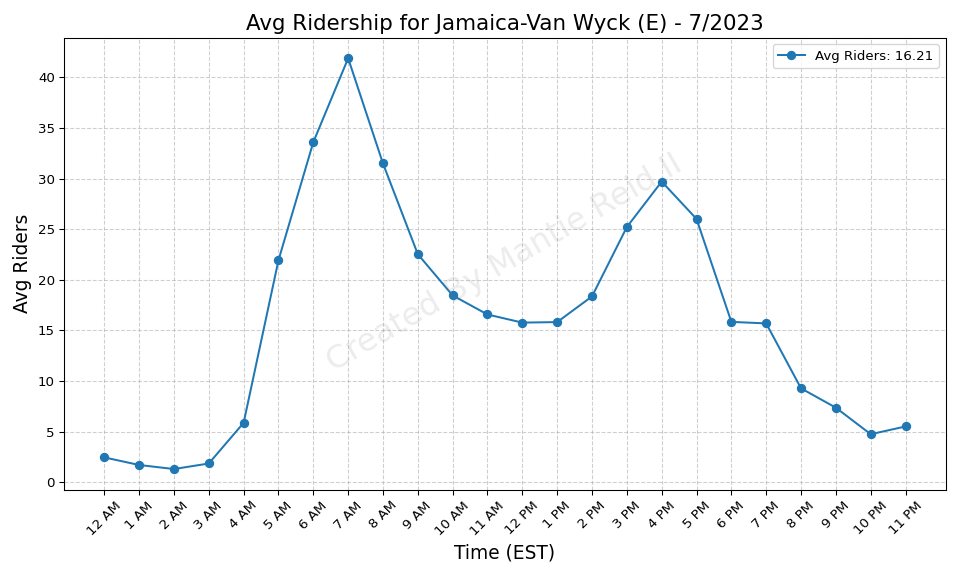 Avg Ridership for Jamaica-Van Wyck (E) - 7/2023
Avg Riders: 16.21
Avg Riders
40
35
30
25
20
15
10
5
0
Created By Mantle Reid II
12 AM
1 AM
2 AM
3 AM
4 AM
5 AM
6 AM
7 AM
8 AM
9 AM
10 AM
11 AM
12 PM
1 PM
2 PM
3 PM
4 PM
5 PM
6 PM
7 PM
8 PM
9 PM
10 PM
11 PM
Time (EST)